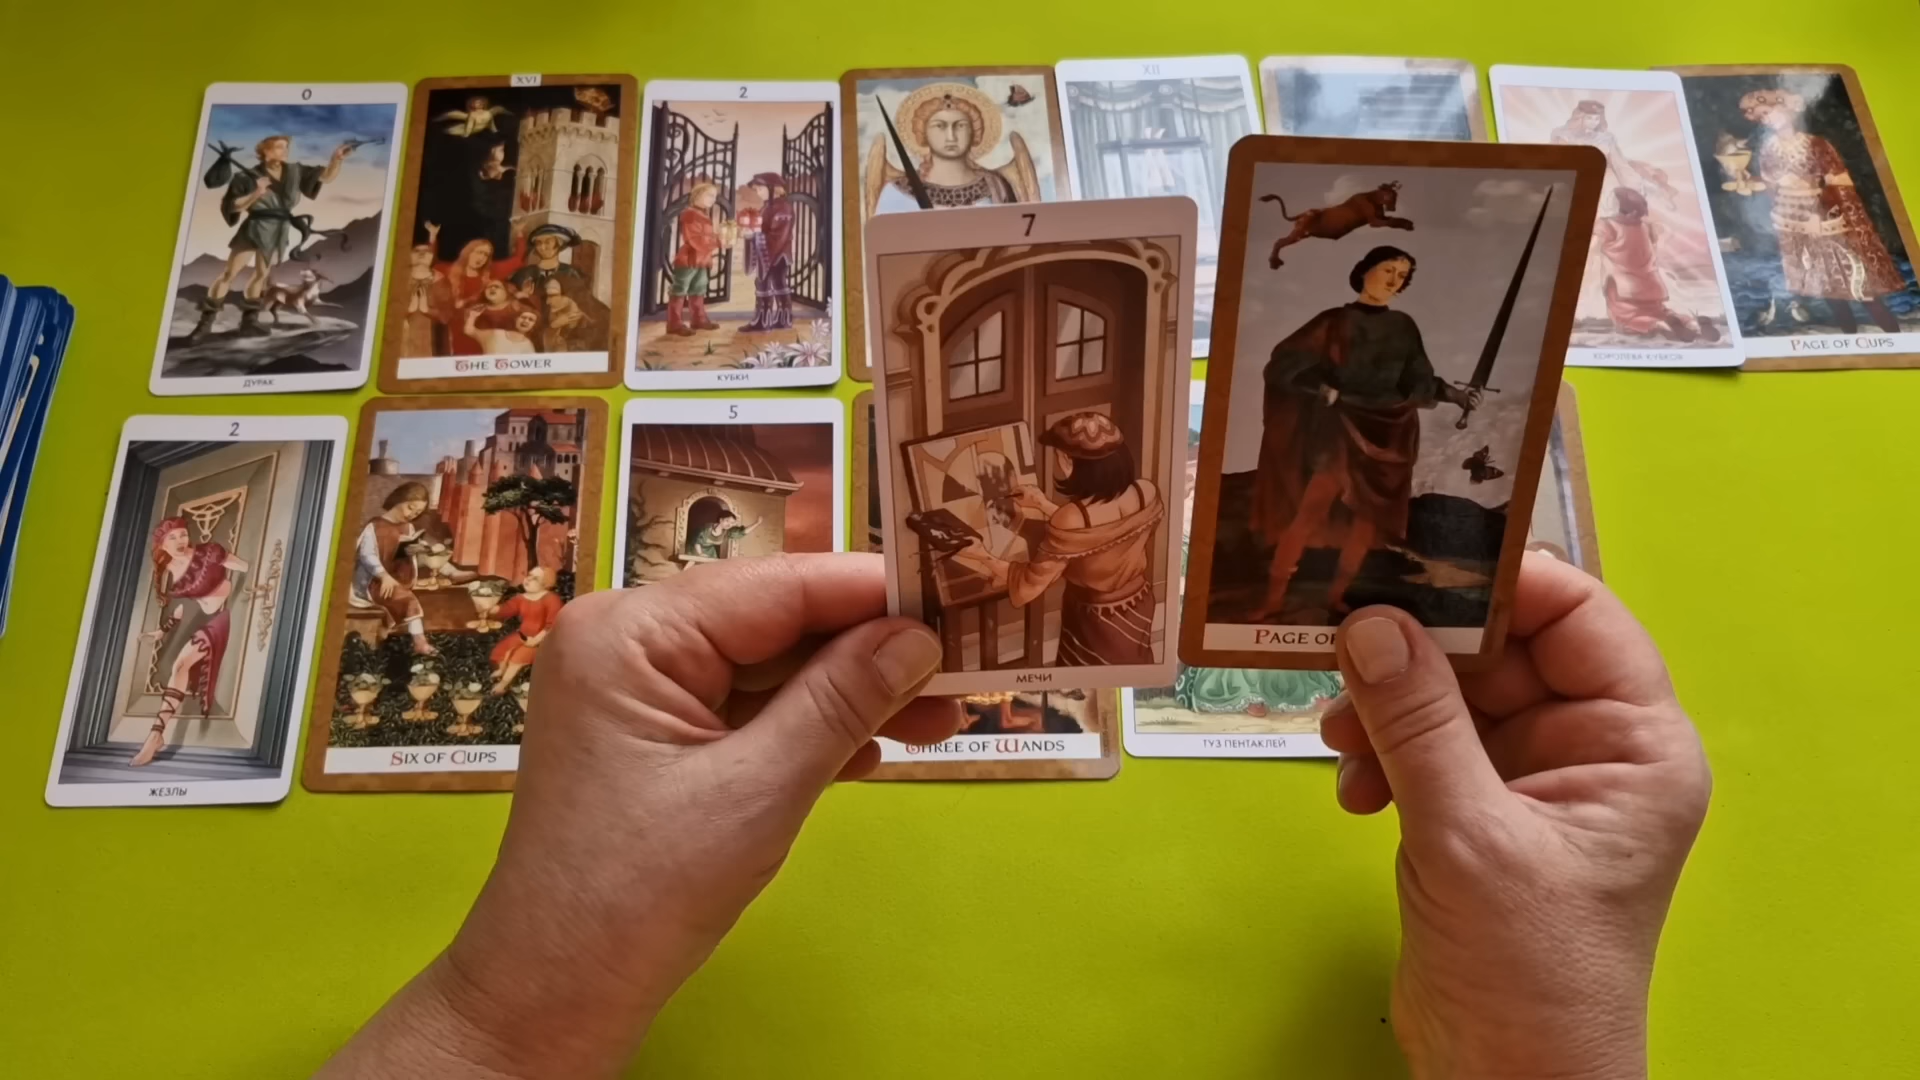 0
ДУРАК
XVI
THE TOWER
2
КУБКИ
XII
КОРОЛЕВА КУБКОВ
PAGE OF CUPS
7
МЕЧИ
PAGE OF
2
ЖЕЗЛЫ
SIX OF CUPS
5
THREE OF WANDS
ТУЗ ПЕНТАКЛЕЙ